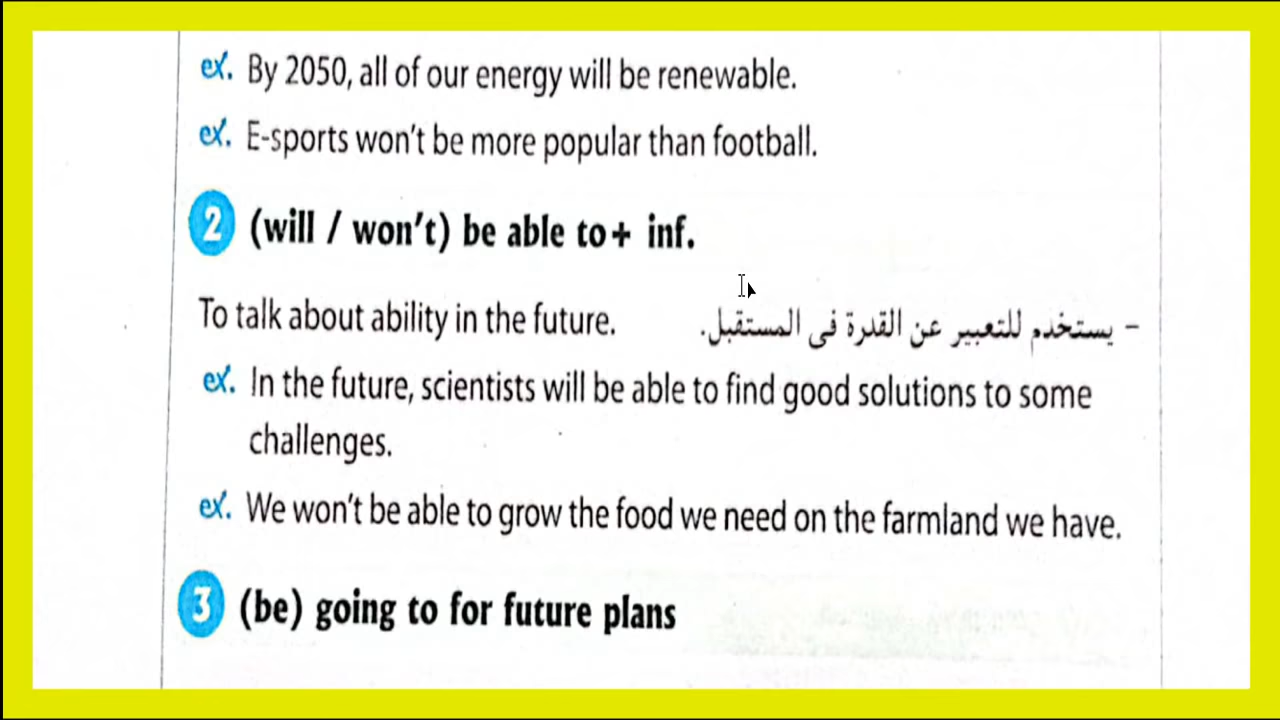 ex. By 2050, all of our energy will be renewable.
ex. E-sports won't be more popular than football.
2 (will / won't) be able to + inf.
To talk about ability in the future. - يستخدم للتعبير عن القدرة فى المستقبل.
ex. In the future, scientists will be able to find good solutions to some
challenges.
ex. We won't be able to grow the food we need on the farmland we have.
3 (be) going to for future plans